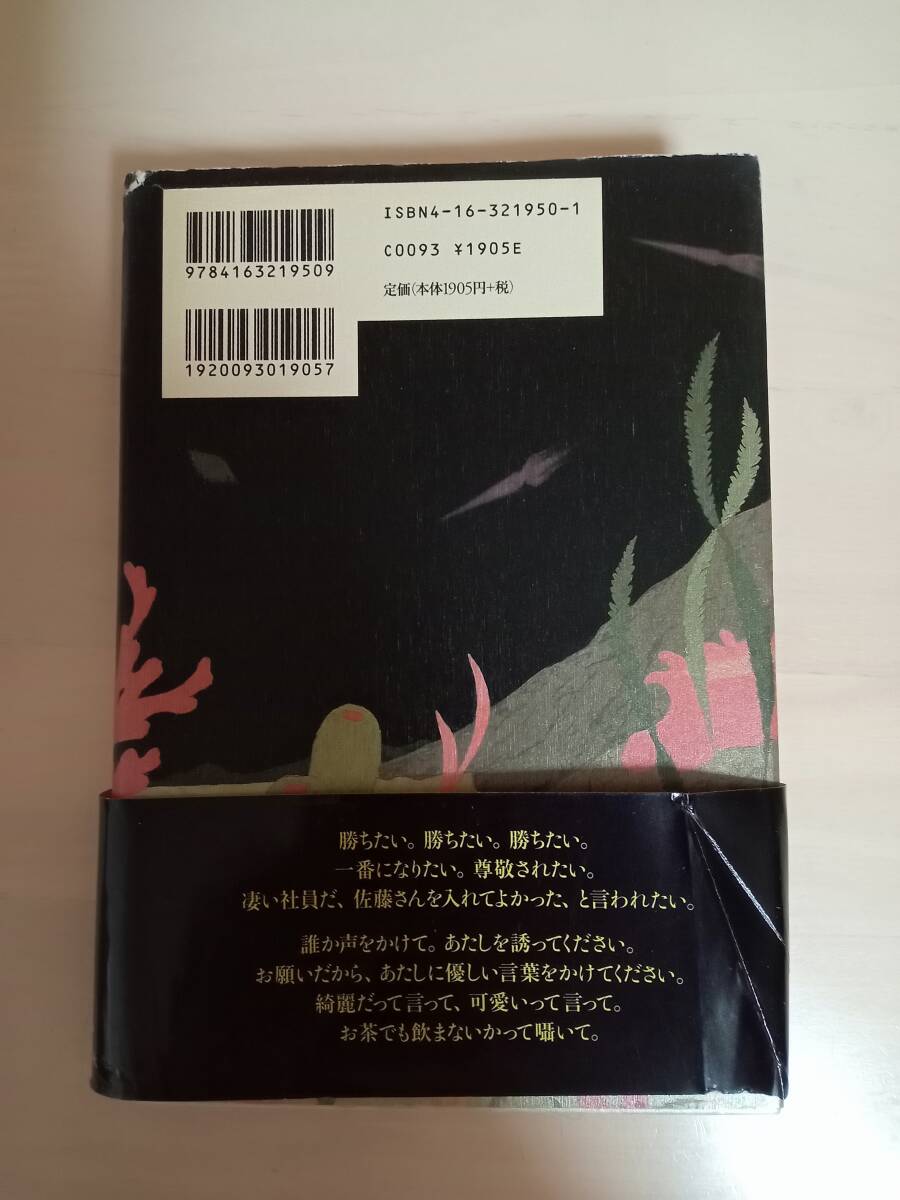 ISBN4-16-321950-1
9784163219509
C0093 ¥1905E
定価(本体1905円+税)
1920093019057
勝ちたい。勝ちたい。勝ちたい。
一番になりたい。尊敬されたい。
凄い社員だ、佐藤さんを入れてよかった、と言われたい。
誰か声をかけて。あたしを誘ってください。
お願いだから、あたしに優しい言葉をかけてください。
綺麗だって言って、可愛いって言って。
お茶でも飲まないかって囁いて。